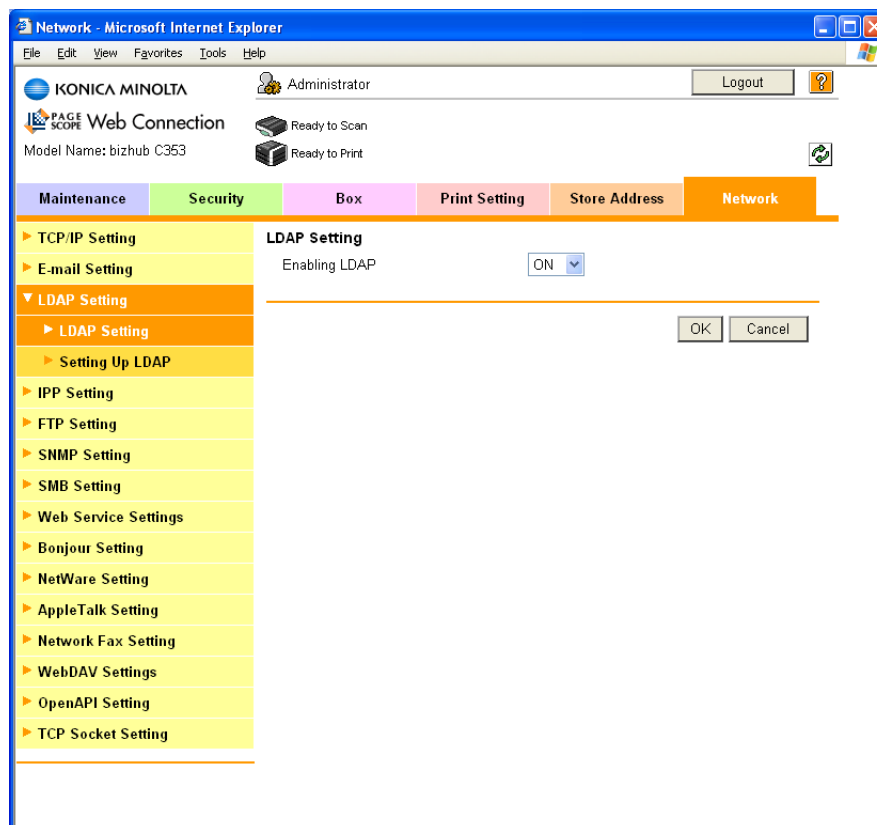 Network - Microsoft Internet Explorer
File Edit View Favorites Tools Help
KONICA MINOLTA
Administrator
Logout
?
PAGE SCOPE Web Connection
Ready to Scan
Model Name: bizhub C353
Ready to Print
Maintenance Security Box Print Setting Store Address Network
TCP/IP Setting
E-mail Setting
LDAP Setting
LDAP Setting
Setting Up LDAP
IPP Setting
FTP Setting
SNMP Setting
SMB Setting
Web Service Settings
Bonjour Setting
NetWare Setting
AppleTalk Setting
Network Fax Setting
WebDAV Settings
OpenAPI Setting
TCP Socket Setting
LDAP Setting
Enabling LDAP ON
OK Cancel